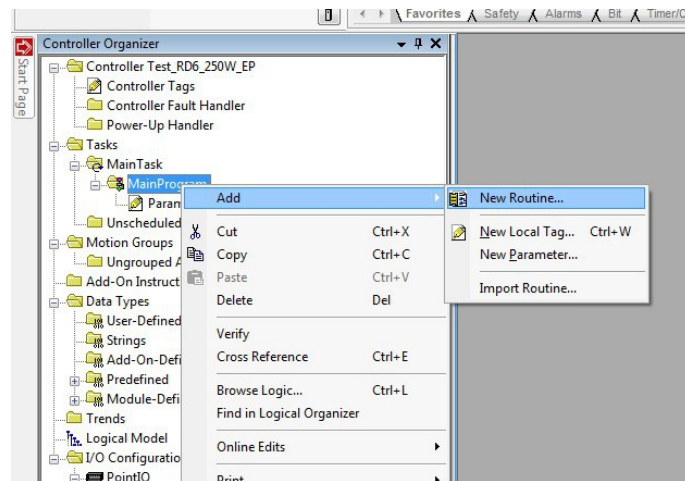 Favorites Safety Alarms Bit Timer/C
Start Page
Controller Organizer
Controller Test_RD6_250W_EP
Controller Tags
Controller Fault Handler
Power-Up Handler
Tasks
MainTask
MainProgram
Param
Unscheduled
Motion Groups
Ungrouped A
Add-On Instruct
Data Types
User-Defined
Strings
Add-On-Defi
Predefined
Module-Defi
Trends
Logical Model
I/O Configuratio
PointIO
Add
Cut Ctrl+X
Copy Ctrl+C
Paste Ctrl+V
Delete Del
Verify
Cross Reference Ctrl+E
Browse Logic... Ctrl+L
Find in Logical Organizer
Online Edits
Print
New Routine...
New Local Tag... Ctrl+W
New Parameter...
Import Routine...